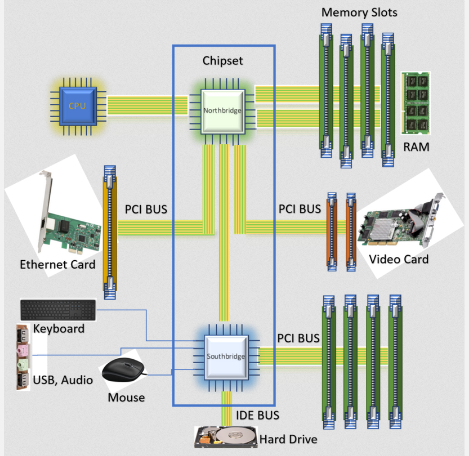 Memory Slots
Chipset
CPU
Northbridge
RAM
PCI BUS
PCI BUS
Ethernet Card
Video Card
Keyboard
PCI BUS
Southbridge
USB, Audio
Mouse
IDE BUS
Hard Drive